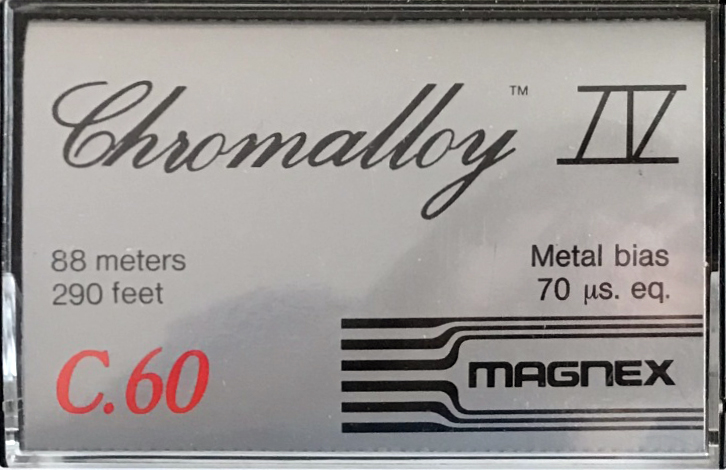 Chromalloy™ IV
88 meters
290 feet
Metal bias
70 µs. eq.
C.60
MAGNEX